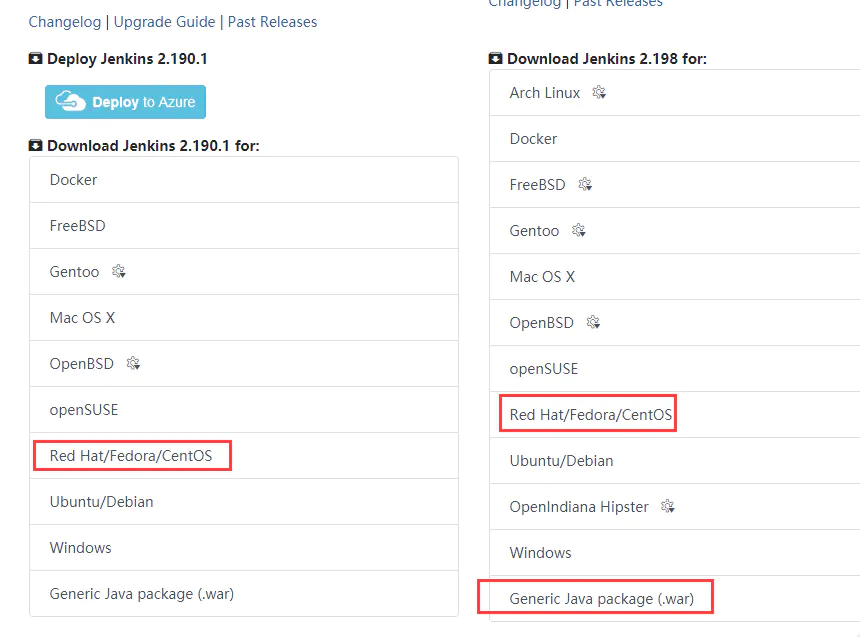 Changelog | Upgrade Guide | Past Releases
Deploy Jenkins 2.190.1
Deploy to Azure
Download Jenkins 2.190.1 for:
Docker
FreeBSD
Gentoo
Mac OS X
OpenBSD
openSUSE
Red Hat/Fedora/CentOS
Ubuntu/Debian
Windows
Generic Java package (.war)
Changelog | Past Releases
Download Jenkins 2.198 for:
Arch Linux
Docker
FreeBSD
Gentoo
Mac OS X
OpenBSD
openSUSE
Red Hat/Fedora/CentOS
Ubuntu/Debian
OpenIndiana Hipster
Windows
Generic Java package (.war)